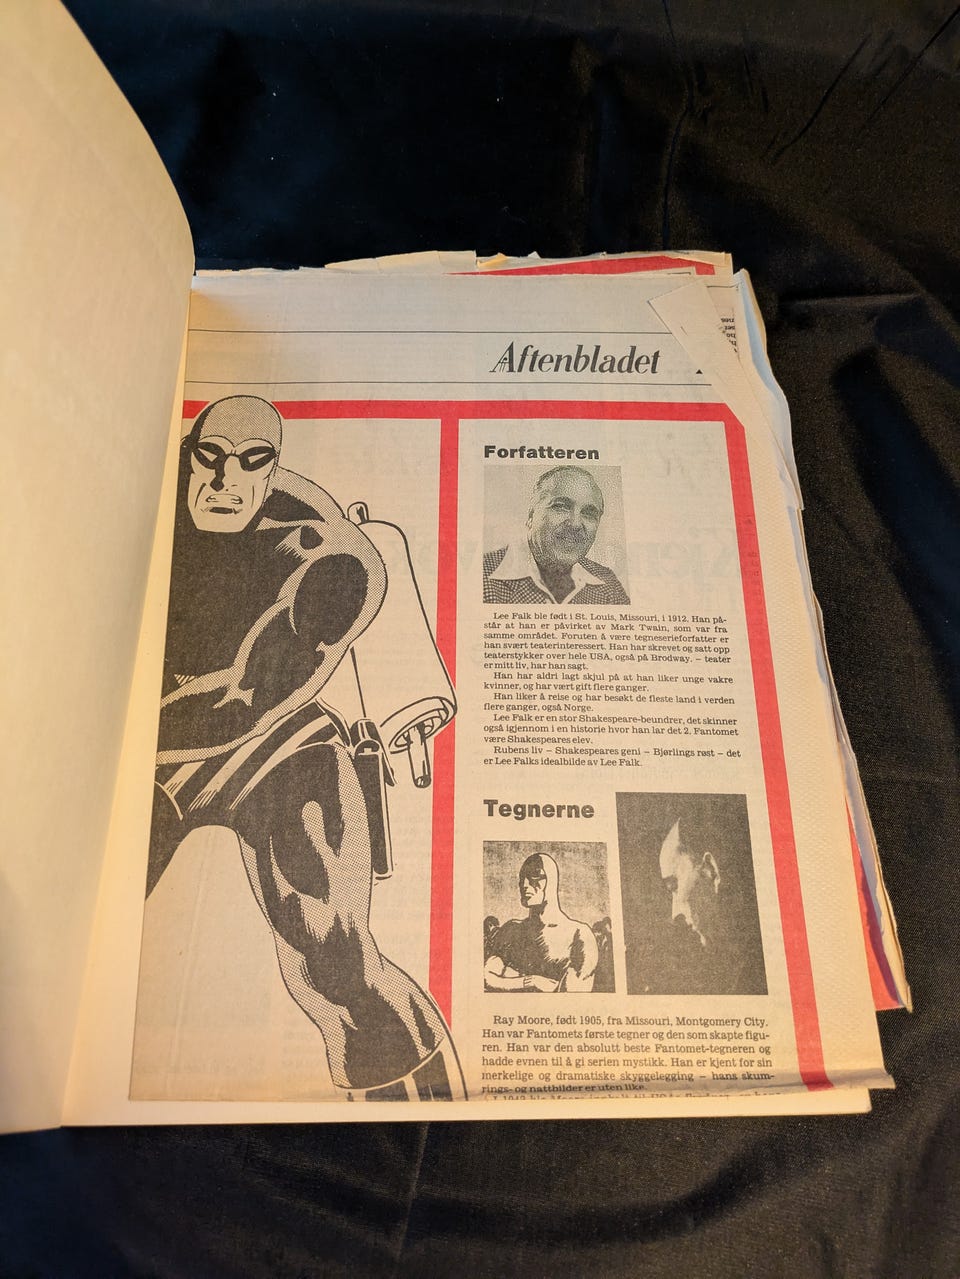 Aftenbladet
Forfatteren
Lee Falk ble født i St. Louis, Missouri, i 1912. Han på-
står at han er påvirket av Mark Twain, som var fra
samme området. Foruten å være tegneserieforfatter er
han svært teaterinteressert. Han har skrevet og satt opp
teaterstykker over hele USA, også på Brodway. – teater
er mitt liv, har han sagt.
Han har aldri lagt skjul på at han liker unge vakre
kvinner, og har vært gift flere ganger.
Han liker å reise og har besøkt de fleste land i verden
flere ganger, også Norge.
Lee Falk er en stor Shakespeare-beundrer, det skinner
også igjennom i en historie hvor han lar det 2. Fantomet
være Shakespeares elev.
Rubens liv – Shakespeares geni – Bjørlings røst – det
er Lee Falks idealbilde av Lee Falk.
Tegnerne
Ray Moore, født 1905, fra Missouri, Montgomery City.
Han var Fantomets første tegner og den som skapte figu-
ren. Han var den absolutt beste Fantomet-tegneren og
hadde evnen til å gi serien mystikk. Han er kjent for sin
merkelige og dramatiske skyggelegging – hans skum-
rings- og nattbilder er uten like.